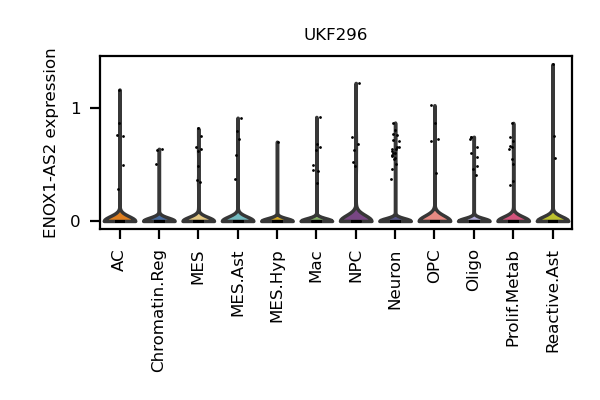 UKF296
ENOX1-AS2 expression
1
0
AC
Chromatin.Reg
MES
MES.Ast
MES.Hyp
Mac
NPC
Neuron
OPC
Oligo
Prolif.Metab
Reactive.Ast